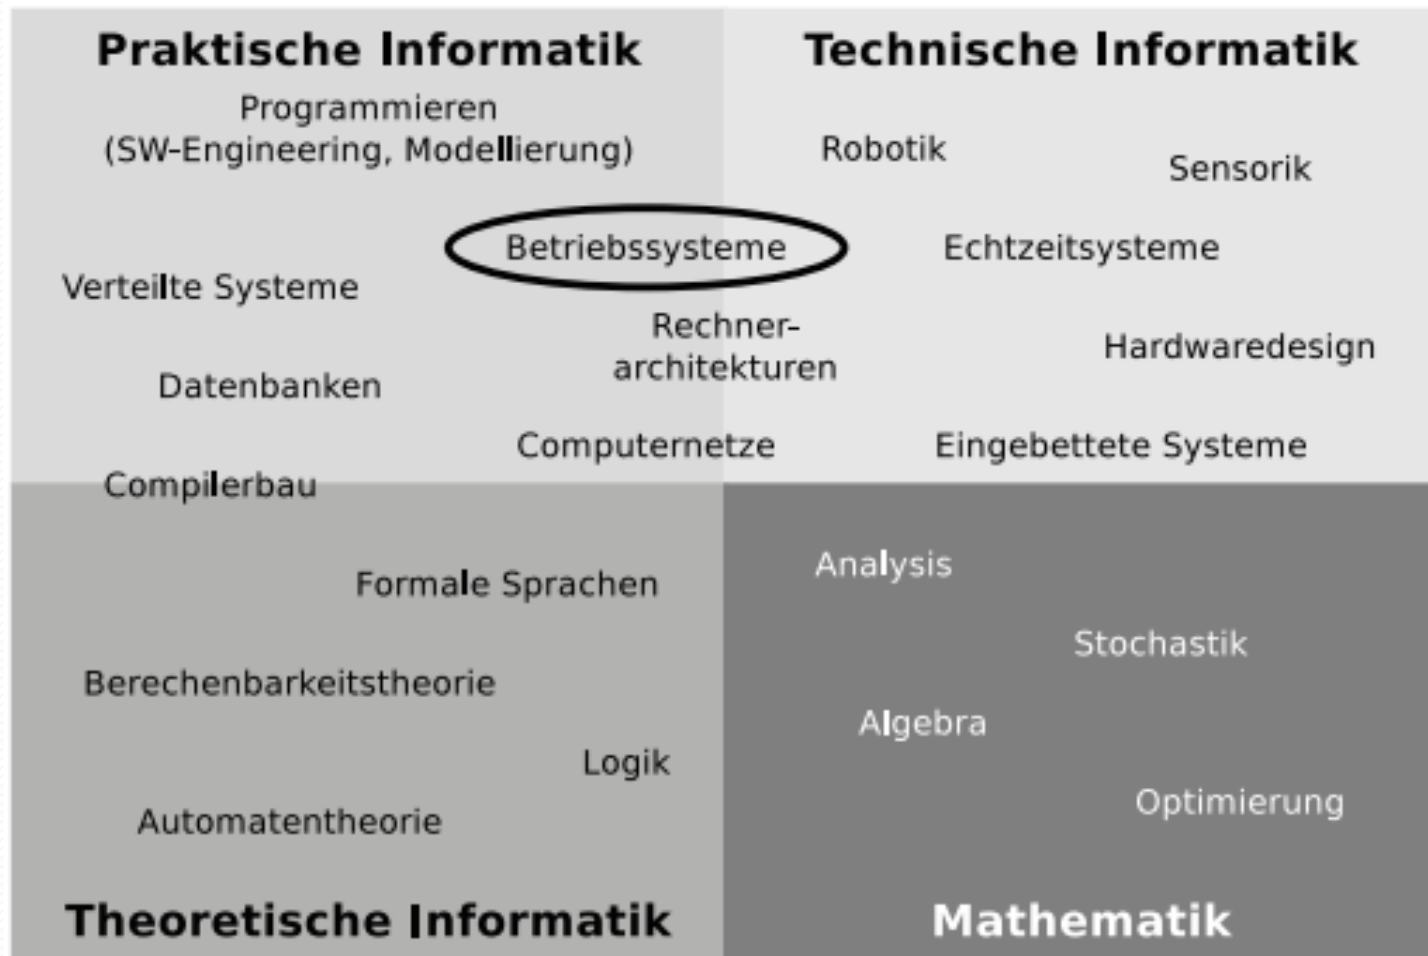 Praktische Informatik
Technische Informatik
Programmieren
(SW-Engineering, Modellierung)
Robotik
Sensorik
Betriebssysteme
Echtzeitsysteme
Verteilte Systeme
Rechner-
architekturen
Hardwaredesign
Datenbanken
Computernetze
Eingebettete Systeme
Compilerbau
Analysis
Formale Sprachen
Stochastik
Berechenbarkeitstheorie
Algebra
Logik
Optimierung
Automatentheorie
Theoretische Informatik
Mathematik